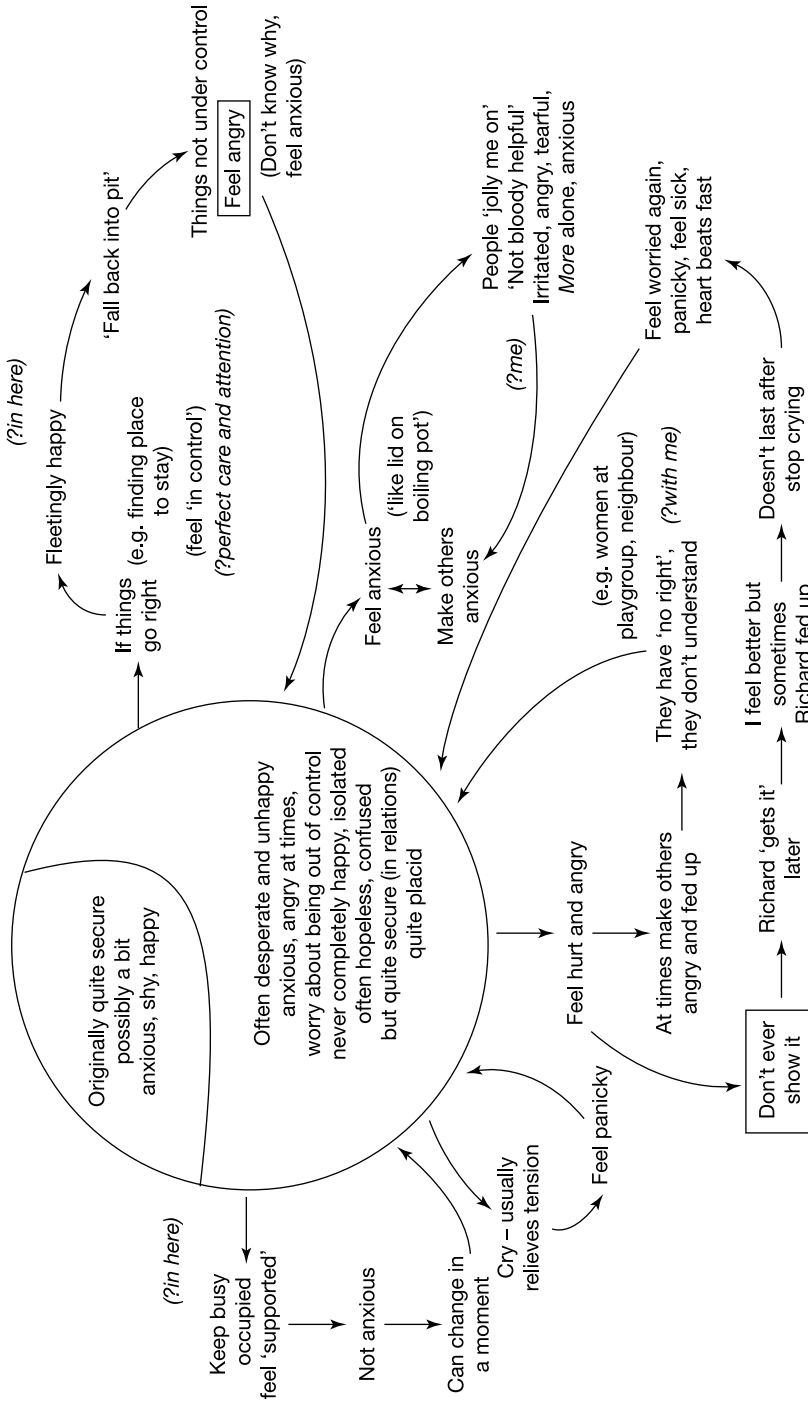 Originally quite secure
possibly a bit
anxious, shy, happy
Often desperate and unhappy
anxious, angry at times,
worry about being out of control
never completely happy, isolated
often hopeless, confused
but quite secure (in relations)
quite placid
If things
go right
(e.g. finding place
to stay)
(feel ‘in control’)
(?perfect care and attention)
Fleetingly happy
(?in here)
‘Fall back into pit’
Things not under control
Feel angry
(Don’t know why,
feel anxious)
Feel anxious
(‘like lid on
boiling pot’)
Make others
anxious
People ‘jolly me on’
‘Not bloody helpful’
Irritated, angry, tearful,
More alone, anxious
(?me)
Feel hurt and angry
At times make others
angry and fed up
They have ‘no right’,
they don’t understand
(?with me)
(e.g. women at
playgroup, neighbour)
Don’t ever
show it
Richard ‘gets it’
later
I feel better but
sometimes
Richard fed up
Doesn't last after
stop crying
Feel worried again,
panicky, feel sick,
heart beats fast
Cry – usually
relieves tension
Feel panicky
(?in here)
Keep busy
occupied
feel ‘supported’
Not anxious
Can change in
a moment